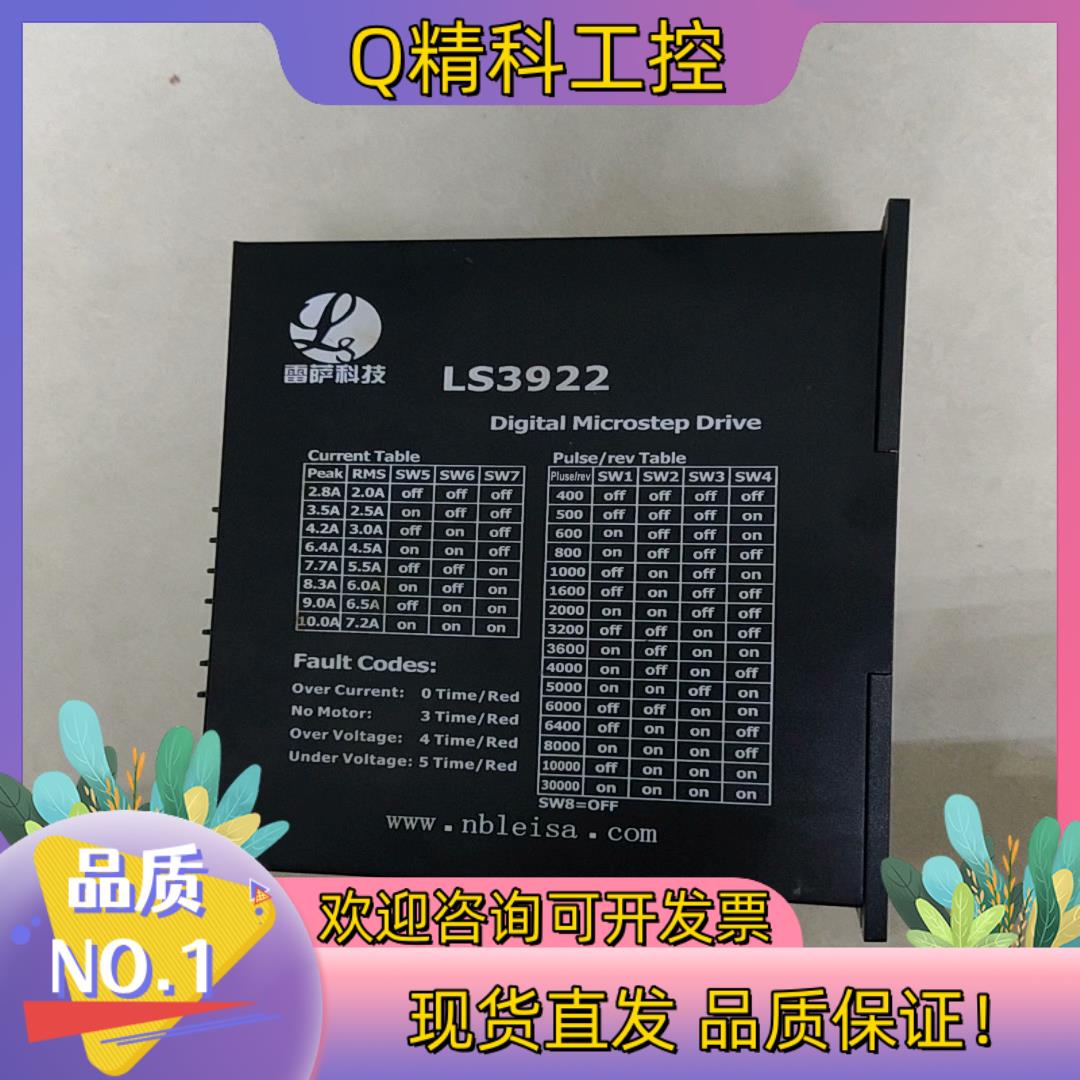 Q精科工控
Ls
雷萨科技
LS3922
Digital Microstep Drive
Current Table
Peak RMS SW5 SW6 SW7
2.8A 2.0A off off off
3.5A 2.5A on off off
4.2A 3.0A off on off
6.4A 4.5A on on off
7.7A 5.5A off off on
8.3A 6.0A on off on
9.0A 6.5A off on on
10.0A 7.2A on on on
Fault Codes:
Over Current: 0 Time/Red
No Motor: 3 Time/Red
Over Voltage: 4 Time/Red
Under Voltage: 5 Time/Red
Pulse/rev Table
Pluse/rev SW1 SW2 SW3 SW4
400 off off off off
500 off off off on
600 on off off on
800 on off off off
1000 off on off on
1600 off on off off
2000 on on off off
3200 off off on off
3600 on off on on
4000 on off on off
5000 on on off on
6000 off off on on
6400 off on on off
8000 on on on off
10000 off on on on
30000 on on on on
SW8=OFF
www.nbleisa.com
品质
NO.1
欢迎咨询可开发票
现货直发 品质保证!